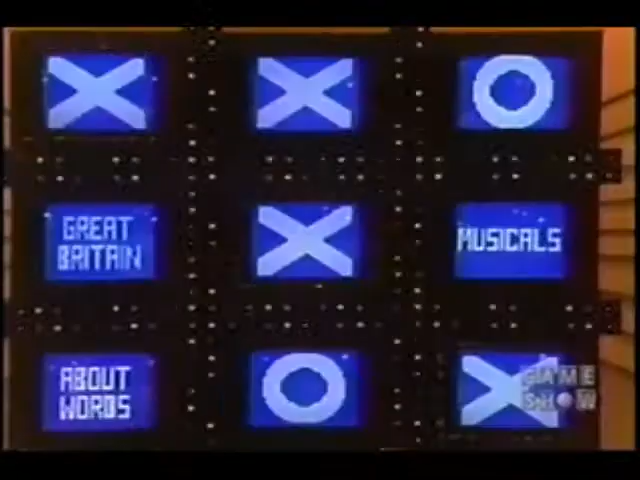 X X O
GREAT
BRITAIN
X
MUSICALS
ABOUT
WORDS
O X
GAME
SHOW